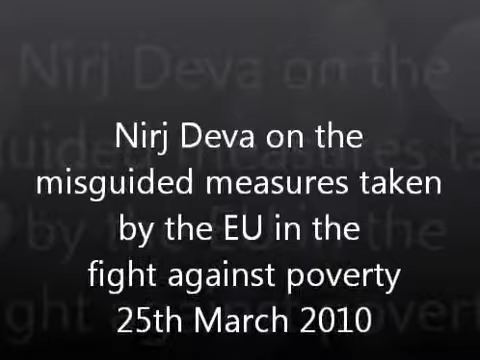 Nirj Deva on the
misguided measures taken
by the EU in the
fight against poverty
25th March 2010